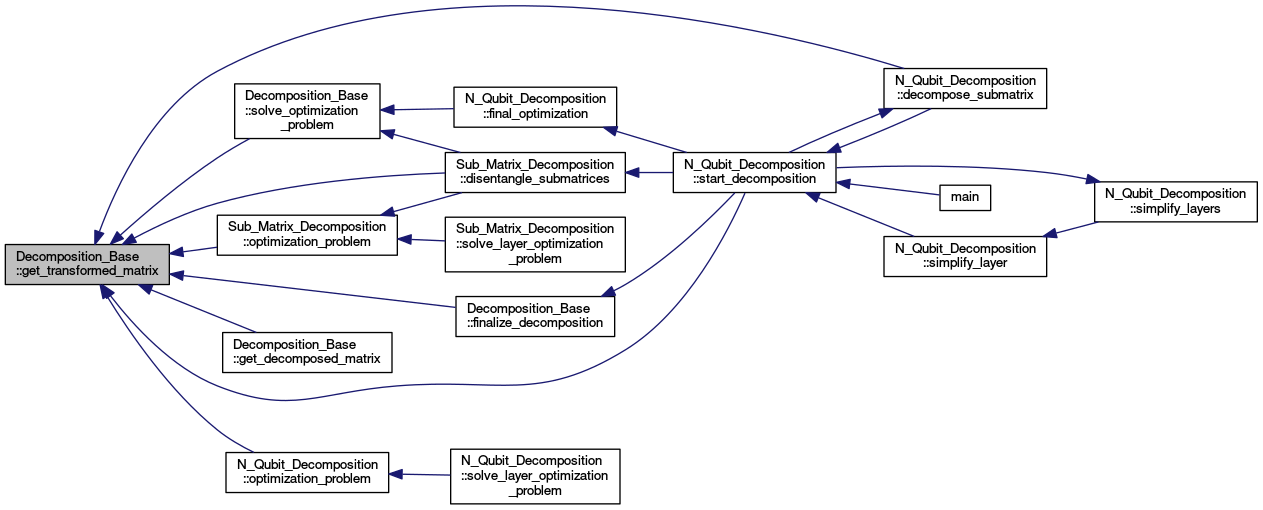 Decomposition_Base
::get_transformed_matrix
Decomposition_Base
::solve_optimization
_problem
Sub_Matrix_Decomposition
::optimization_problem
Decomposition_Base
::get_decomposed_matrix
N_Qubit_Decomposition
::optimization_problem
N_Qubit_Decomposition
::final_optimization
Sub_Matrix_Decomposition
::disentangle_submatrices
Sub_Matrix_Decomposition
::solve_layer_optimization
_problem
Decomposition_Base
::finalize_decomposition
N_Qubit_Decomposition
::solve_layer_optimization
_problem
N_Qubit_Decomposition
::start_decomposition
N_Qubit_Decomposition
::decompose_submatrix
main
N_Qubit_Decomposition
::simplify_layer
N_Qubit_Decomposition
::simplify_layers